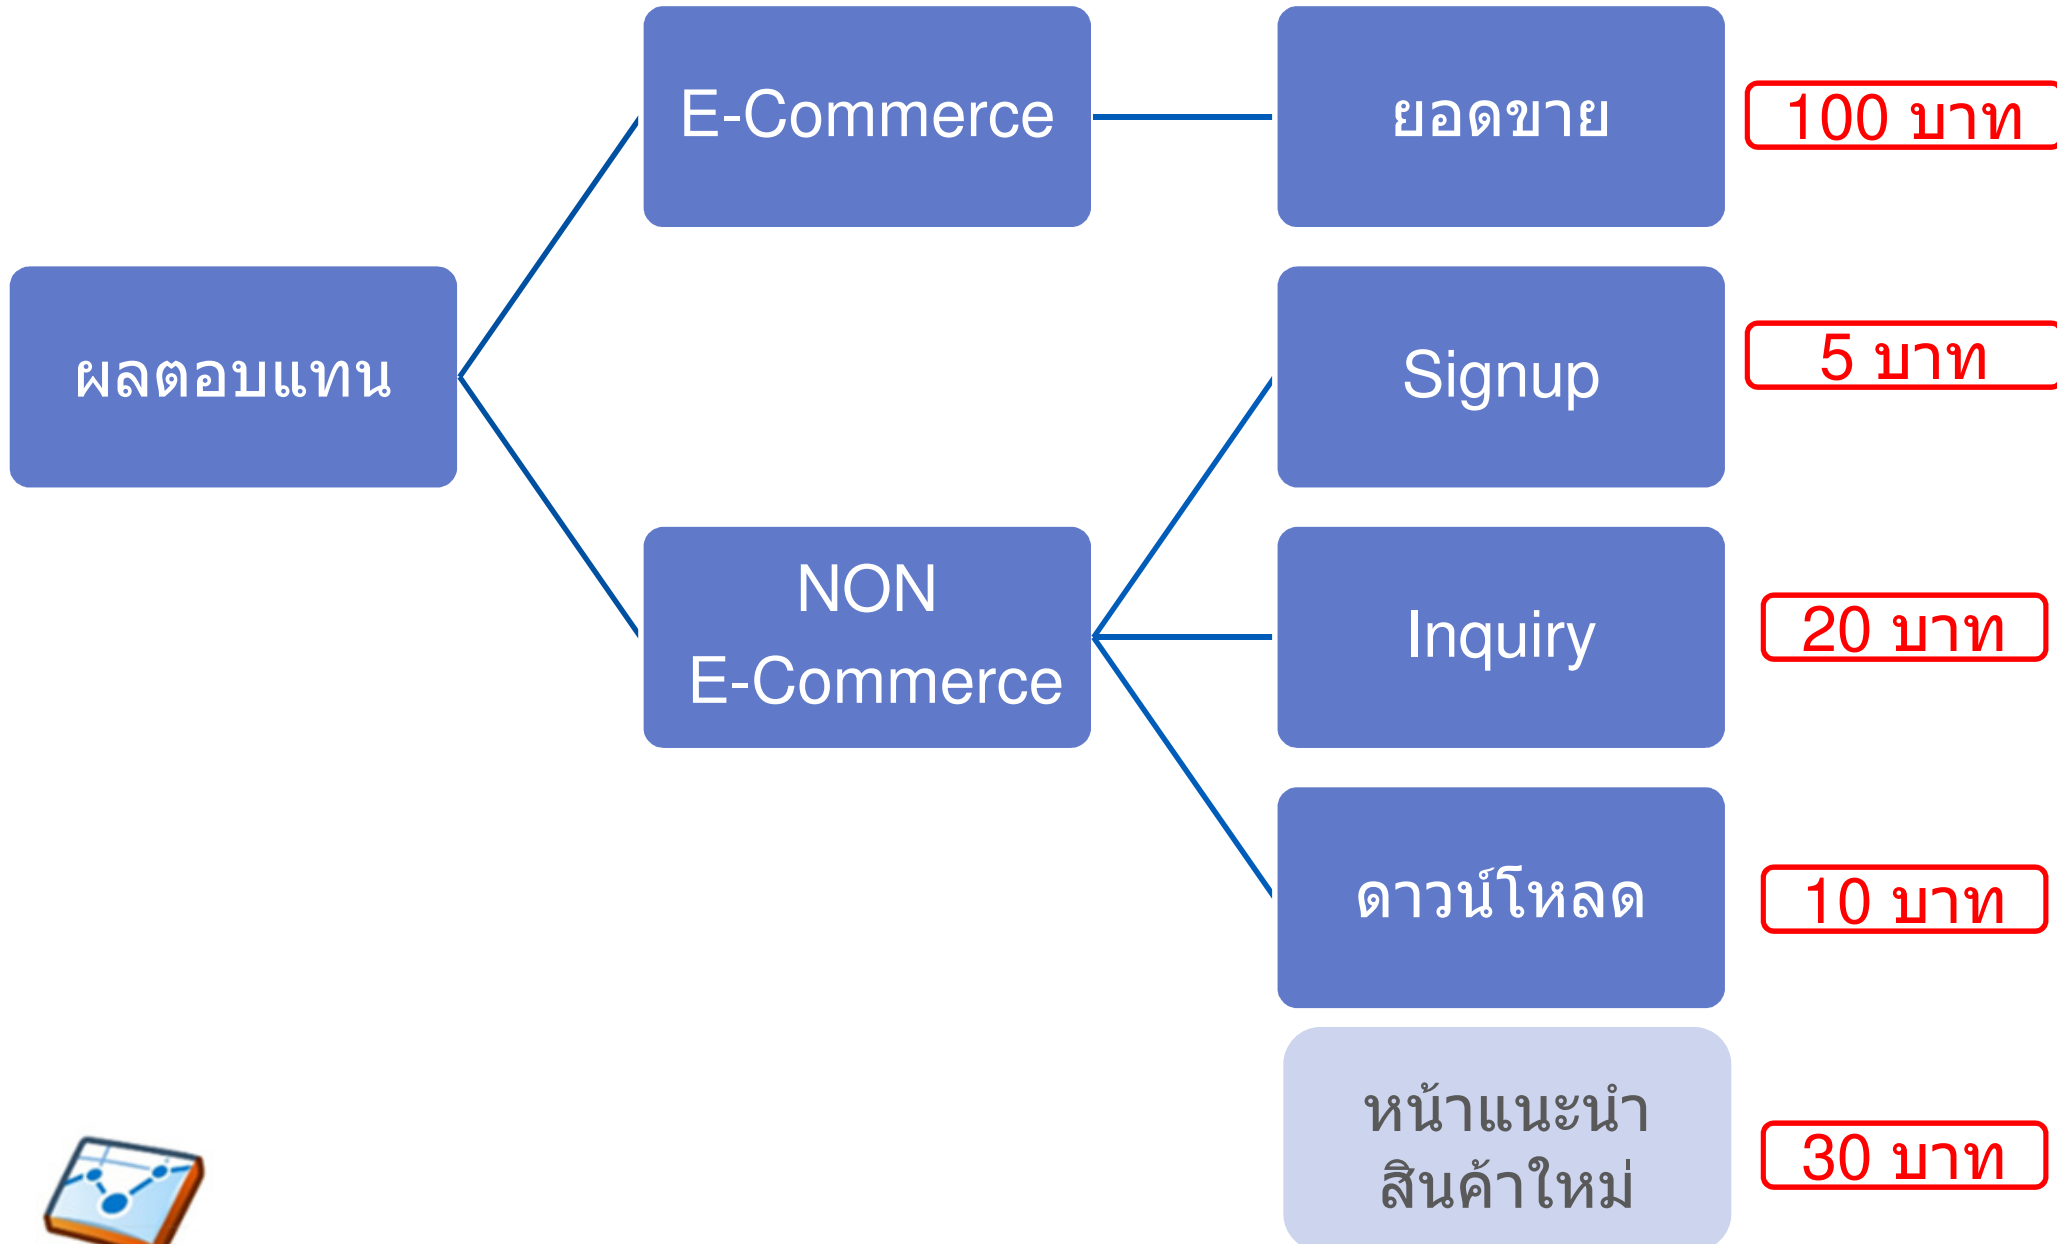 E-Commerce
ยอดขาย
100 บาท
ผลตอบแทน
Signup
5 บาท
NON
E-Commerce
Inquiry
20 บาท
ดาวน์โหลด
10 บาท
หน้าแนะนำ
สินค้าใหม่
30 บาท